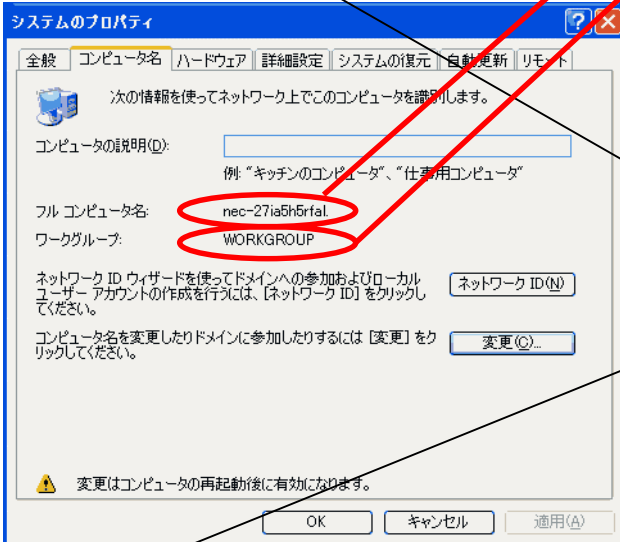 システムのプロパティ
全般 コンピュータ名 ハードウェア 詳細設定 システムの復元 自動更新 リモート
次の情報を使ってネットワーク上でこのコンピュータを識別します。
コンピュータの説明(D):
例: "キッチンのコンピュータ"、"仕事用コンピュータ"
フル コンピュータ名: nec-27ia5h5rfal.
ワークグループ: WORKGROUP
ネットワーク ID ウィザードを使ってドメインへの参加およびローカル
ユーザー アカウントの作成を行うには、[ネットワーク ID] をクリックし
てください。
ネットワーク ID(N)
コンピュータ名を変更したりドメインに参加したりするには [変更] をク
リックしてください。
変更(C)...
変更はコンピュータの再起動後に有効になります。
OK キャンセル 適用(A)